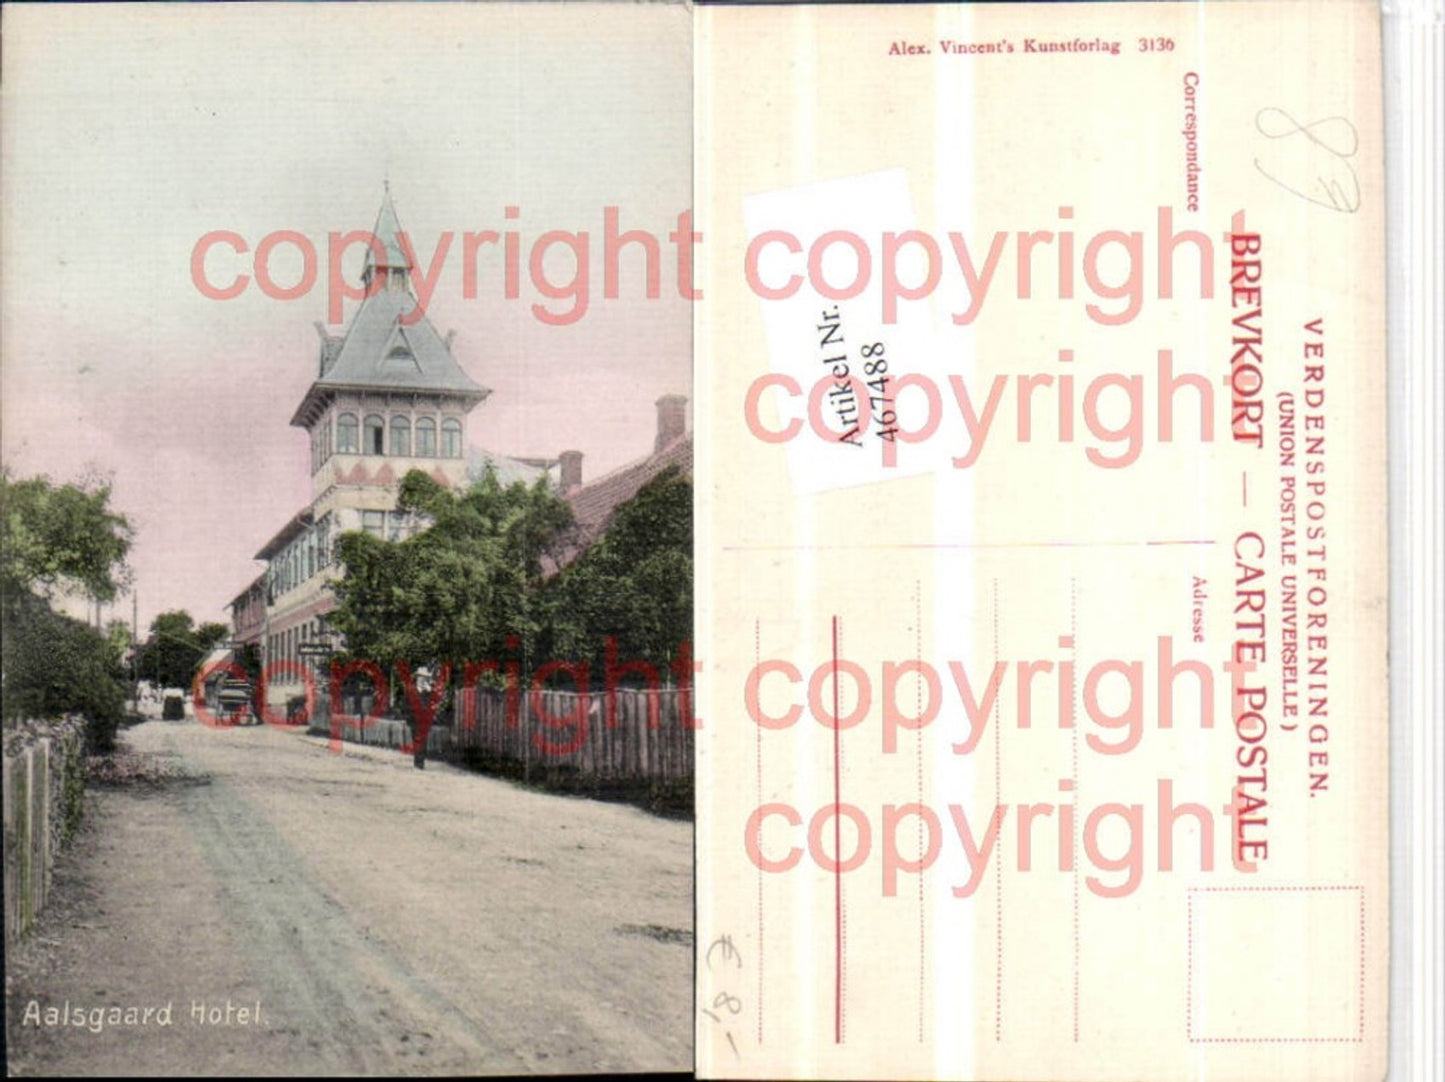 Aalsgaard Hotel.
Alex. Vincent's Kunstforlag 3136
Correspondance
VERDENSPOSTFORENINGEN.
(UNION POSTALE UNIVERSELLE.)
BREVKORT — CARTE POSTALE
Adresse
Artikel Nr.
467488
€ 8,-
copyright copyright
copyright
copyright copyright
copyright